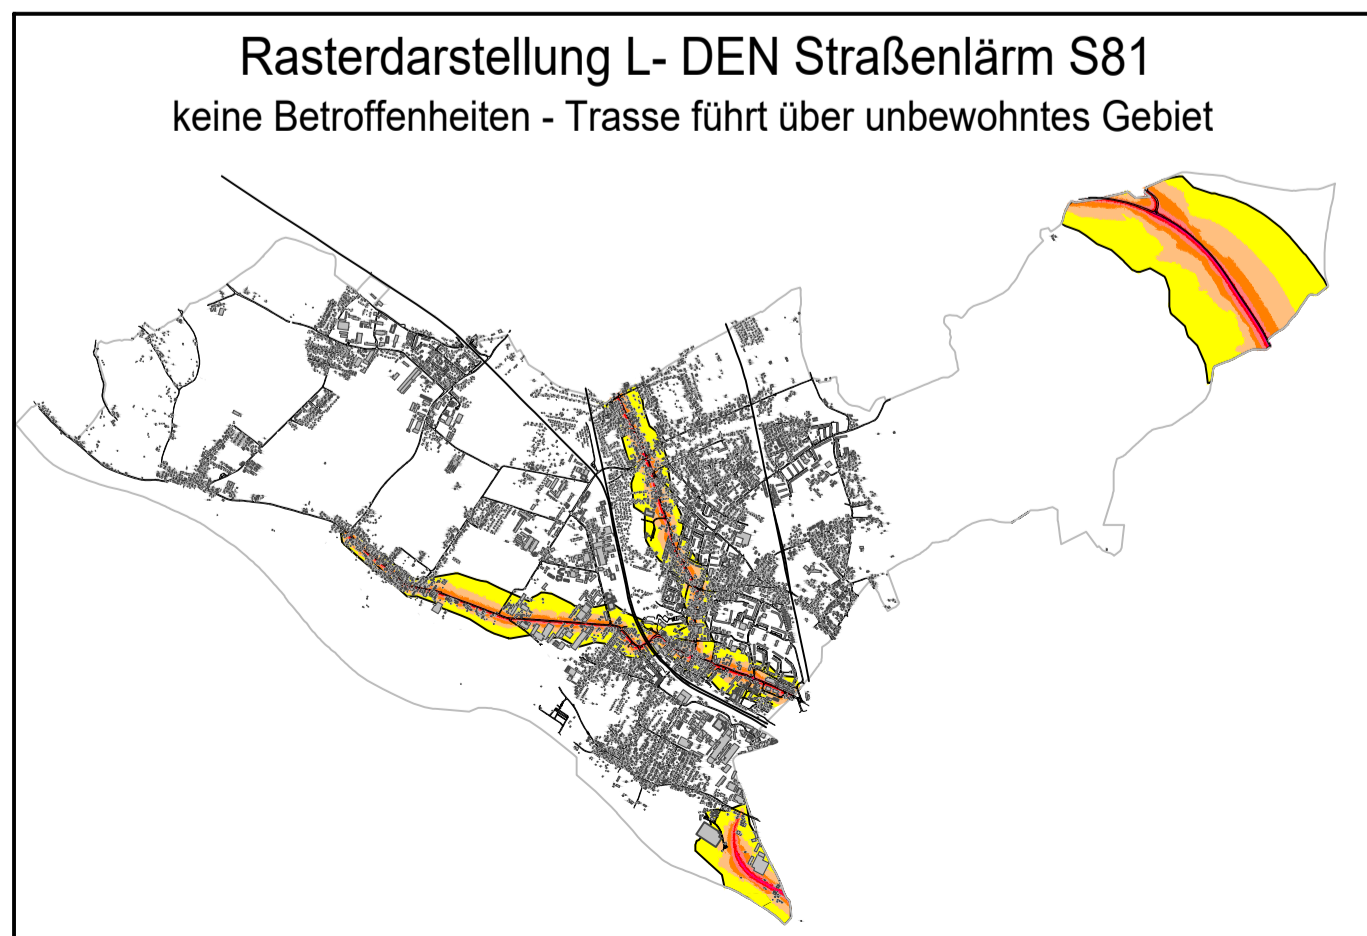 Rasterdarstellung L- DEN Straßenlärm S81
keine Betroffenheiten - Trasse führt über unbewohntes Gebiet